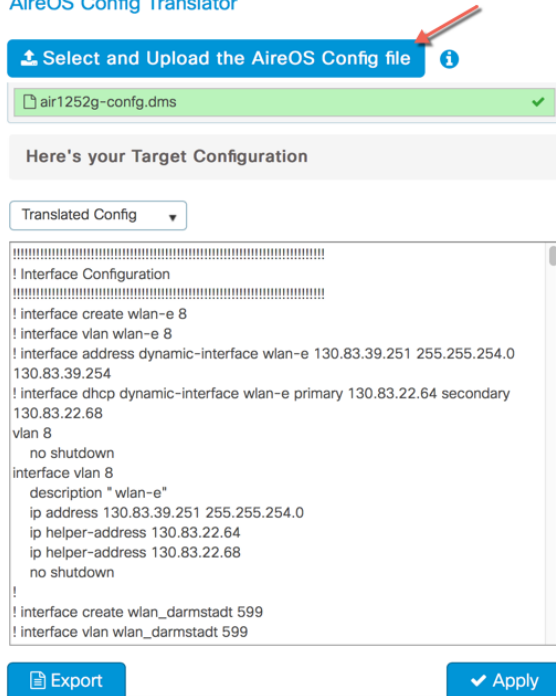 AireOS Config Translator
Select and Upload the AireOS Config file
air1252g-confg.dms
Here's your Target Configuration
Translated Config
!!!!!!!!!!!!!!!!!!!!!!!!!!!!!!!!!!!!!!!!!!!!!!!!!!!!!!!!!!!!!!!!!!!!!!!!!!!!!!!!
! Interface Configuration
!!!!!!!!!!!!!!!!!!!!!!!!!!!!!!!!!!!!!!!!!!!!!!!!!!!!!!!!!!!!!!!!!!!!!!!!!!!!!!!!
! interface create wlan-e 8
! interface vlan wlan-e 8
! interface address dynamic-interface wlan-e 130.83.39.251 255.255.254.0
130.83.39.254
! interface dhcp dynamic-interface wlan-e primary 130.83.22.64 secondary
130.83.22.68
vlan 8
no shutdown
interface vlan 8
description " wlan-e"
ip address 130.83.39.251 255.255.254.0
ip helper-address 130.83.22.64
ip helper-address 130.83.22.68
no shutdown
!
! interface create wlan_darmstadt 599
! interface vlan wlan_darmstadt 599
Export
Apply